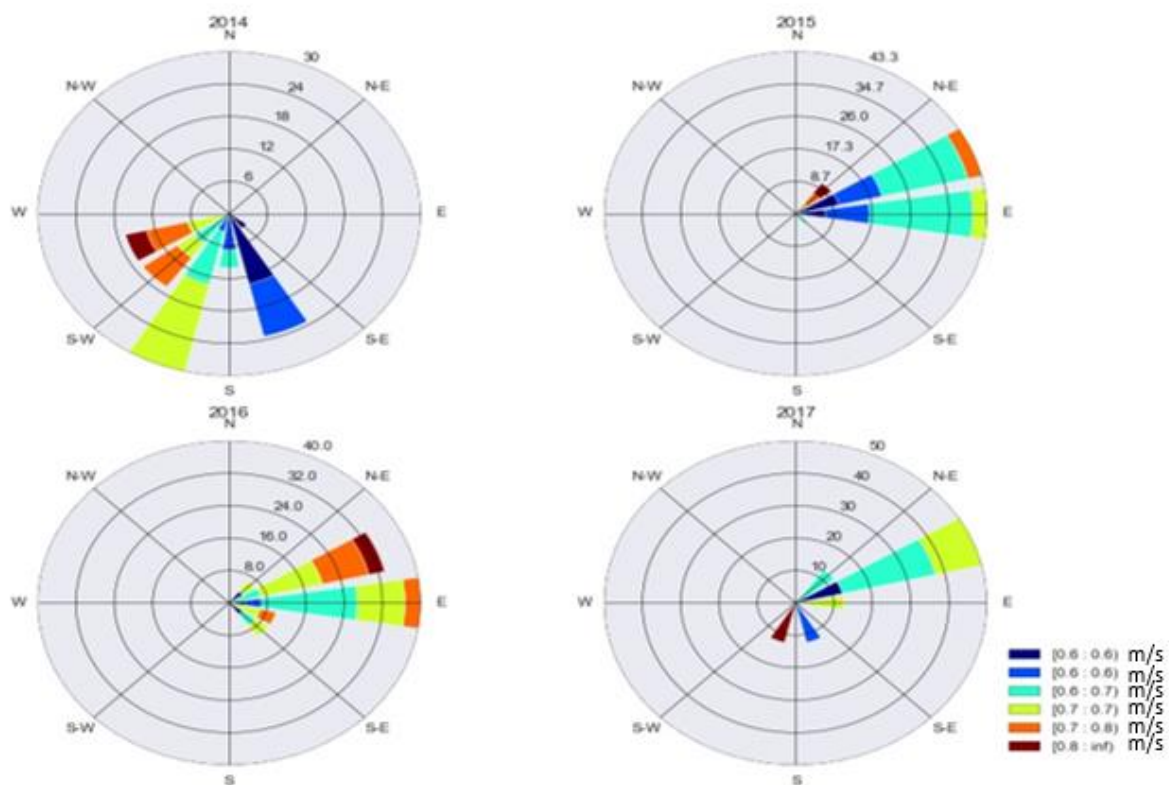 2014
N
30
24
18
12
6
N-W
N-E
W
E
S-W
S-E
S
2015
N
43.3
34.7
26.0
17.3
8.7
N-W
N-E
W
E
S-W
S-E
S
2016
N
40.0
32.0
24.0
16.0
8.0
N-W
N-E
W
E
S-W
S-E
S
2017
N
50
40
30
20
10
N-W
N-E
W
E
S-W
S-E
S
[0.6 : 0.6) m/s
[0.6 : 0.6) m/s
[0.6 : 0.7) m/s
[0.7 : 0.7) m/s
[0.7 : 0.8) m/s
[0.8 : inf) m/s